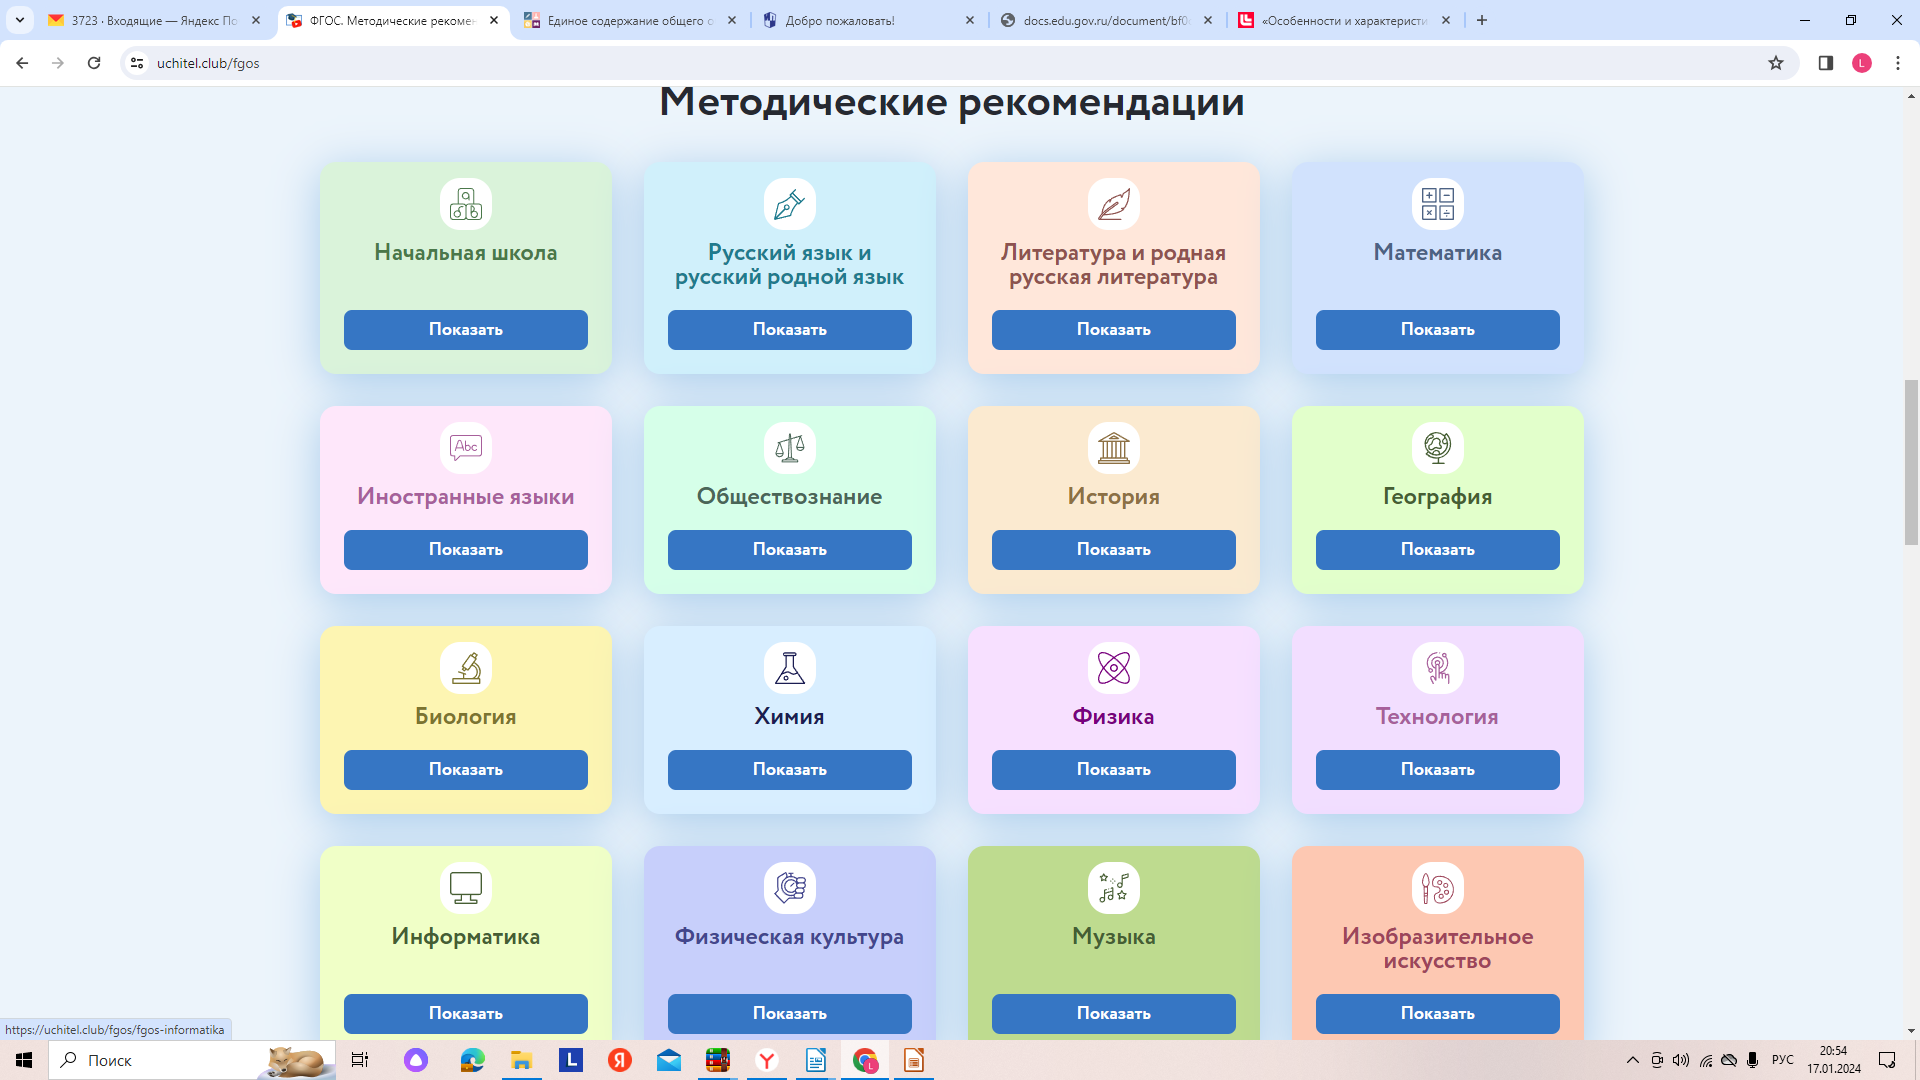 3723 · Входящие — Яндекс По
ФГОС. Методические рекомен
Единое содержание общего о
Добро пожаловать!
docs.edu.gov.ru/document/bf0c
«Особенности и характеристи
uchitel.club/fgos
L
Методические рекомендации
Начальная школа
Показать
Русский язык и
русский родной язык
Показать
Литература и родная
русская литература
Показать
Математика
Показать
Abc
Иностранные языки
Показать
Обществознание
Показать
История
Показать
География
Показать
Биология
Показать
Химия
Показать
Физика
Показать
Технология
Показать
Информатика
Показать
Физическая культура
Показать
Музыка
Показать
Изобразительное
искусство
Показать
https://uchitel.club/fgos/fgos-informatika
Поиск
L
Я
Y
L
РУС
20:54
17.01.2024